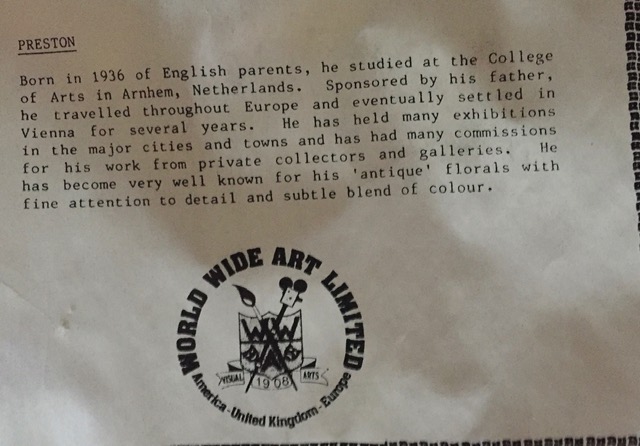 PRESTON
Born in 1936 of English parents, he studied at the College
of Arts in Arnhem, Netherlands. Sponsored by his father,
he travelled throughout Europe and eventually settled in
Vienna for several years. He has held many exhibitions
in the major cities and towns and has had many commissions
for his work from private collectors and galleries. He
has become very well known for his 'antique' florals with
fine attention to detail and subtle blend of colour.
WORLD WIDE ART LIMITED
VISUAL 1968 ARTS
America - United Kingdom - Europe